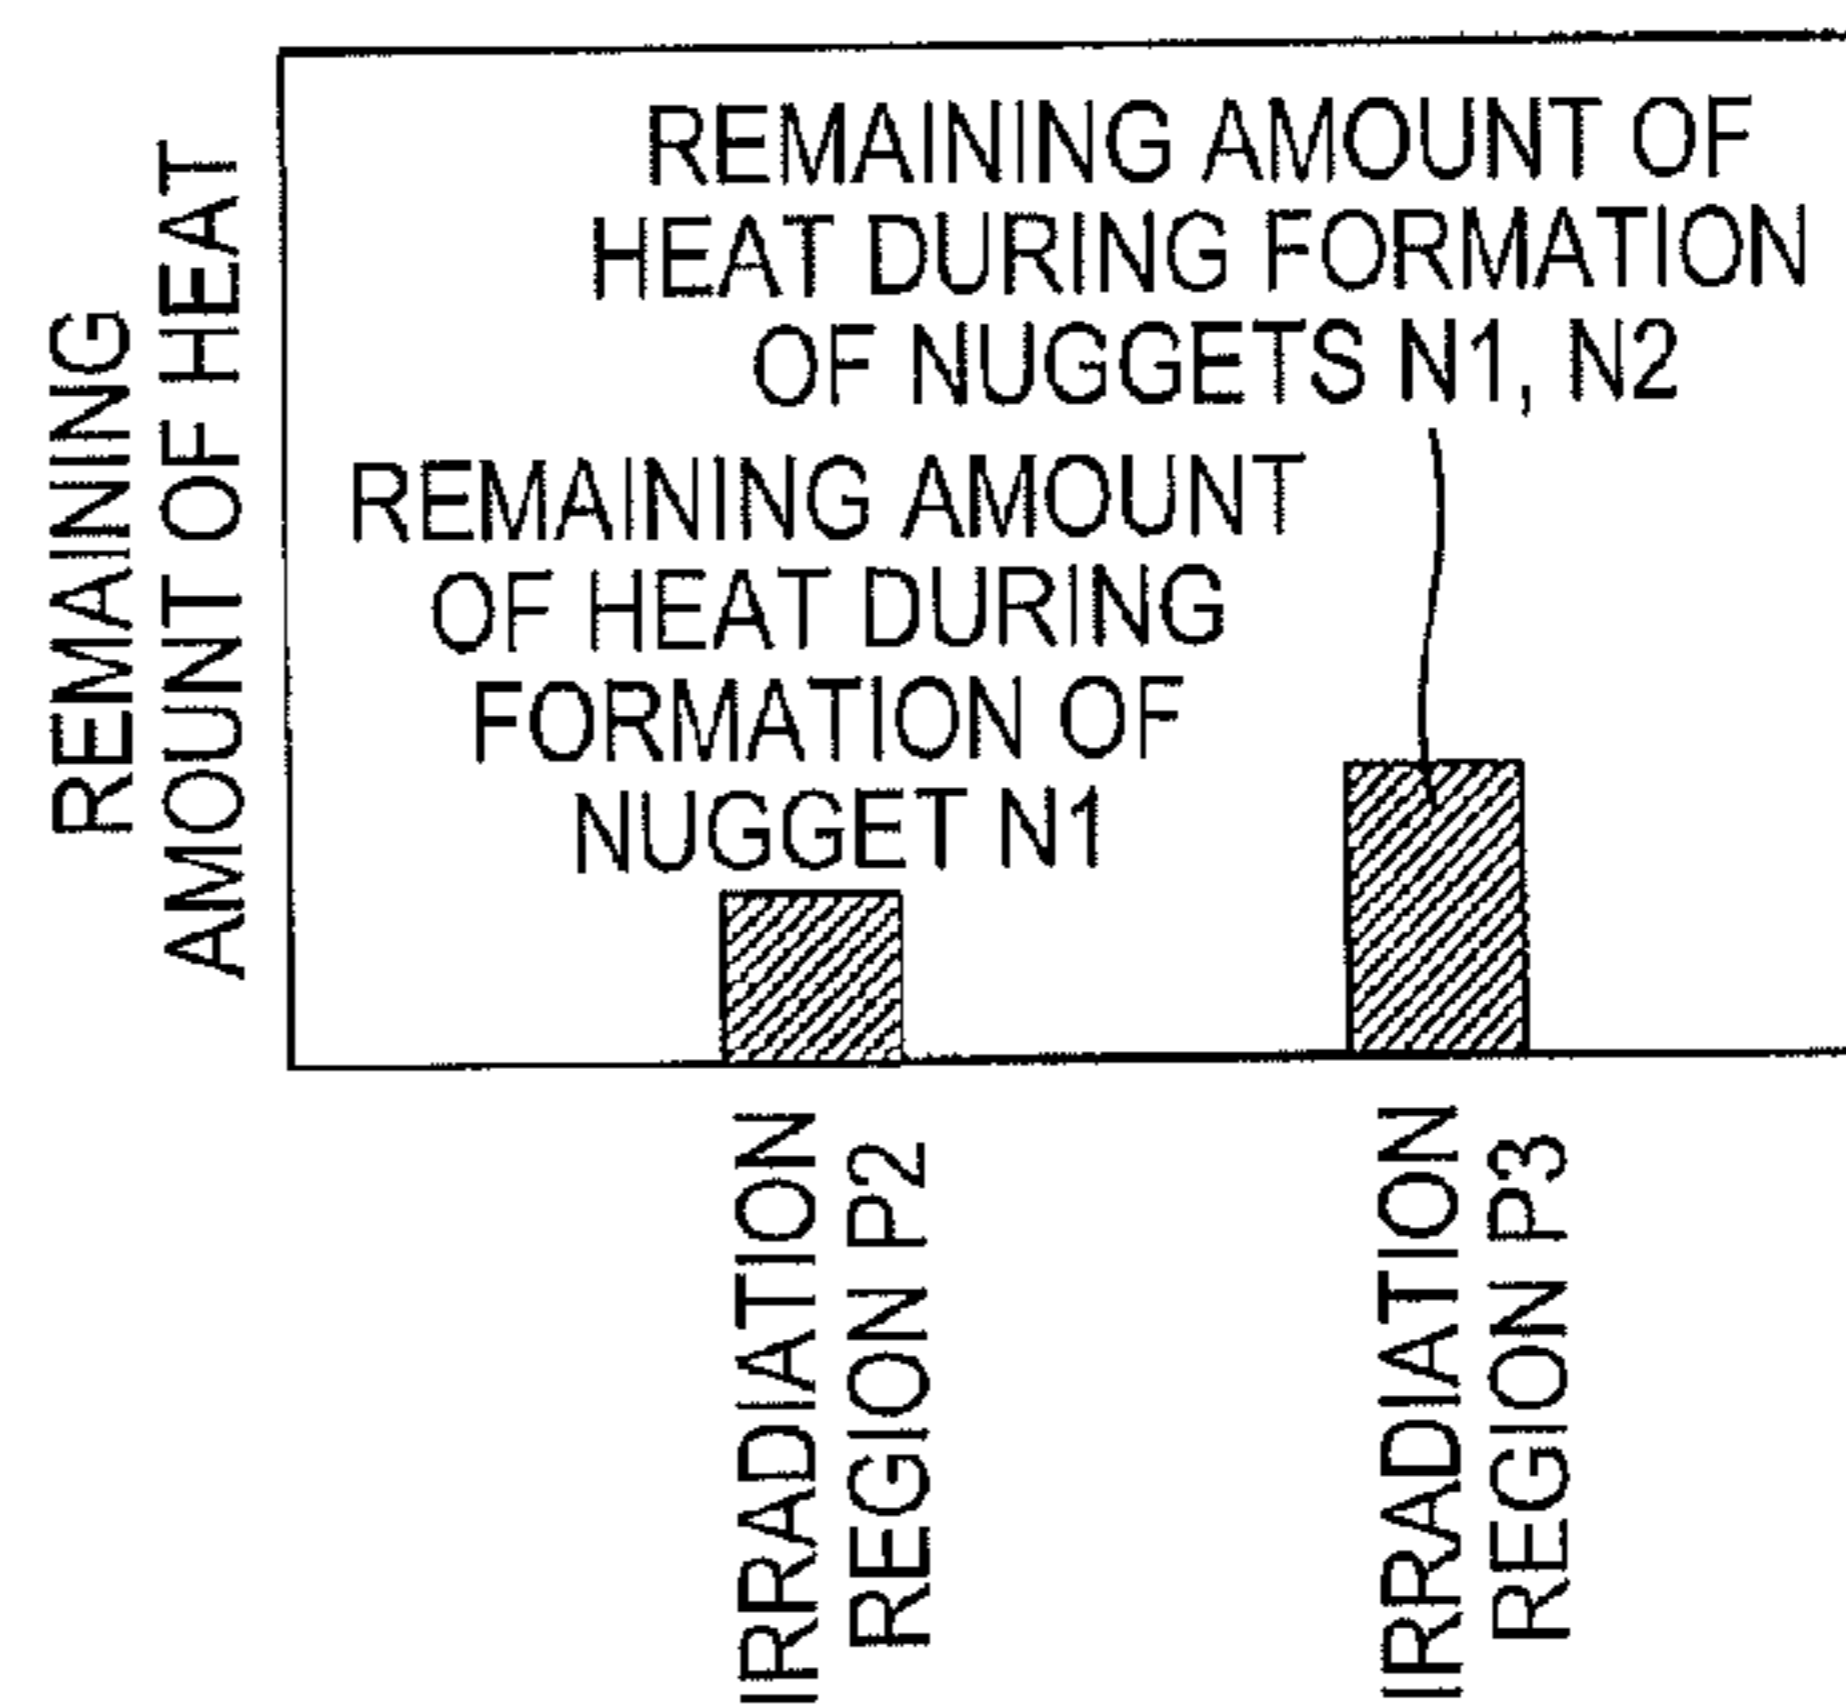 REMAINING
AMOUNT OF HEAT
REMAINING AMOUNT OF
HEAT DURING FORMATION
OF NUGGETS N1, N2
REMAINING AMOUNT
OF HEAT DURING
FORMATION OF
NUGGET N1
IRRADIATION
REGION P2
IRRADIATION
REGION P3